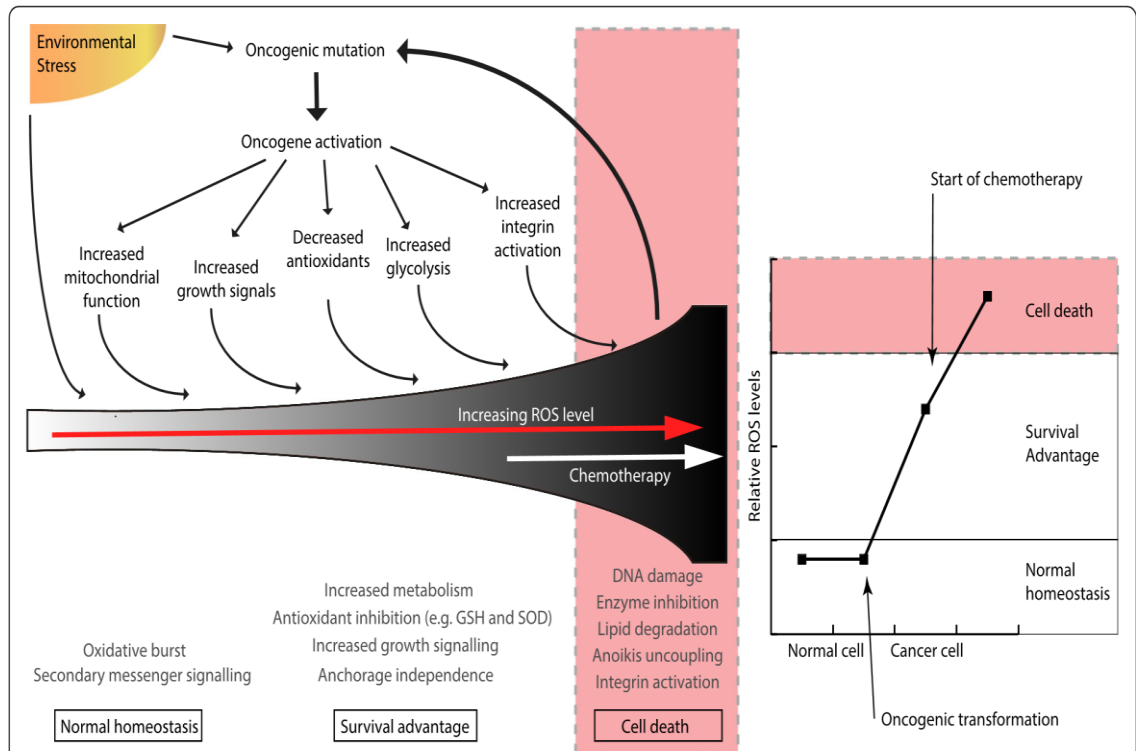 Environmental
Stress
Oncogenic mutation
Oncogene activation
Increased
mitochondrial
function
Increased
growth signals
Decreased
antioxidants
Increased
glycolysis
Increased
integrin
activation
Increasing ROS level
Chemotherapy
Oxidative burst
Secondary messenger signalling
Normal homeostasis
Increased metabolism
Antioxidant inhibition (e.g. GSH and SOD)
Increased growth signalling
Anchorage independence
Survival advantage
DNA damage
Enzyme inhibition
Lipid degradation
Anoikis uncoupling
Integrin activation
Cell death
Start of chemotherapy
Relative ROS levels
Cell death
Survival
Advantage
Normal
homeostasis
Normal cell
Cancer cell
Oncogenic transformation